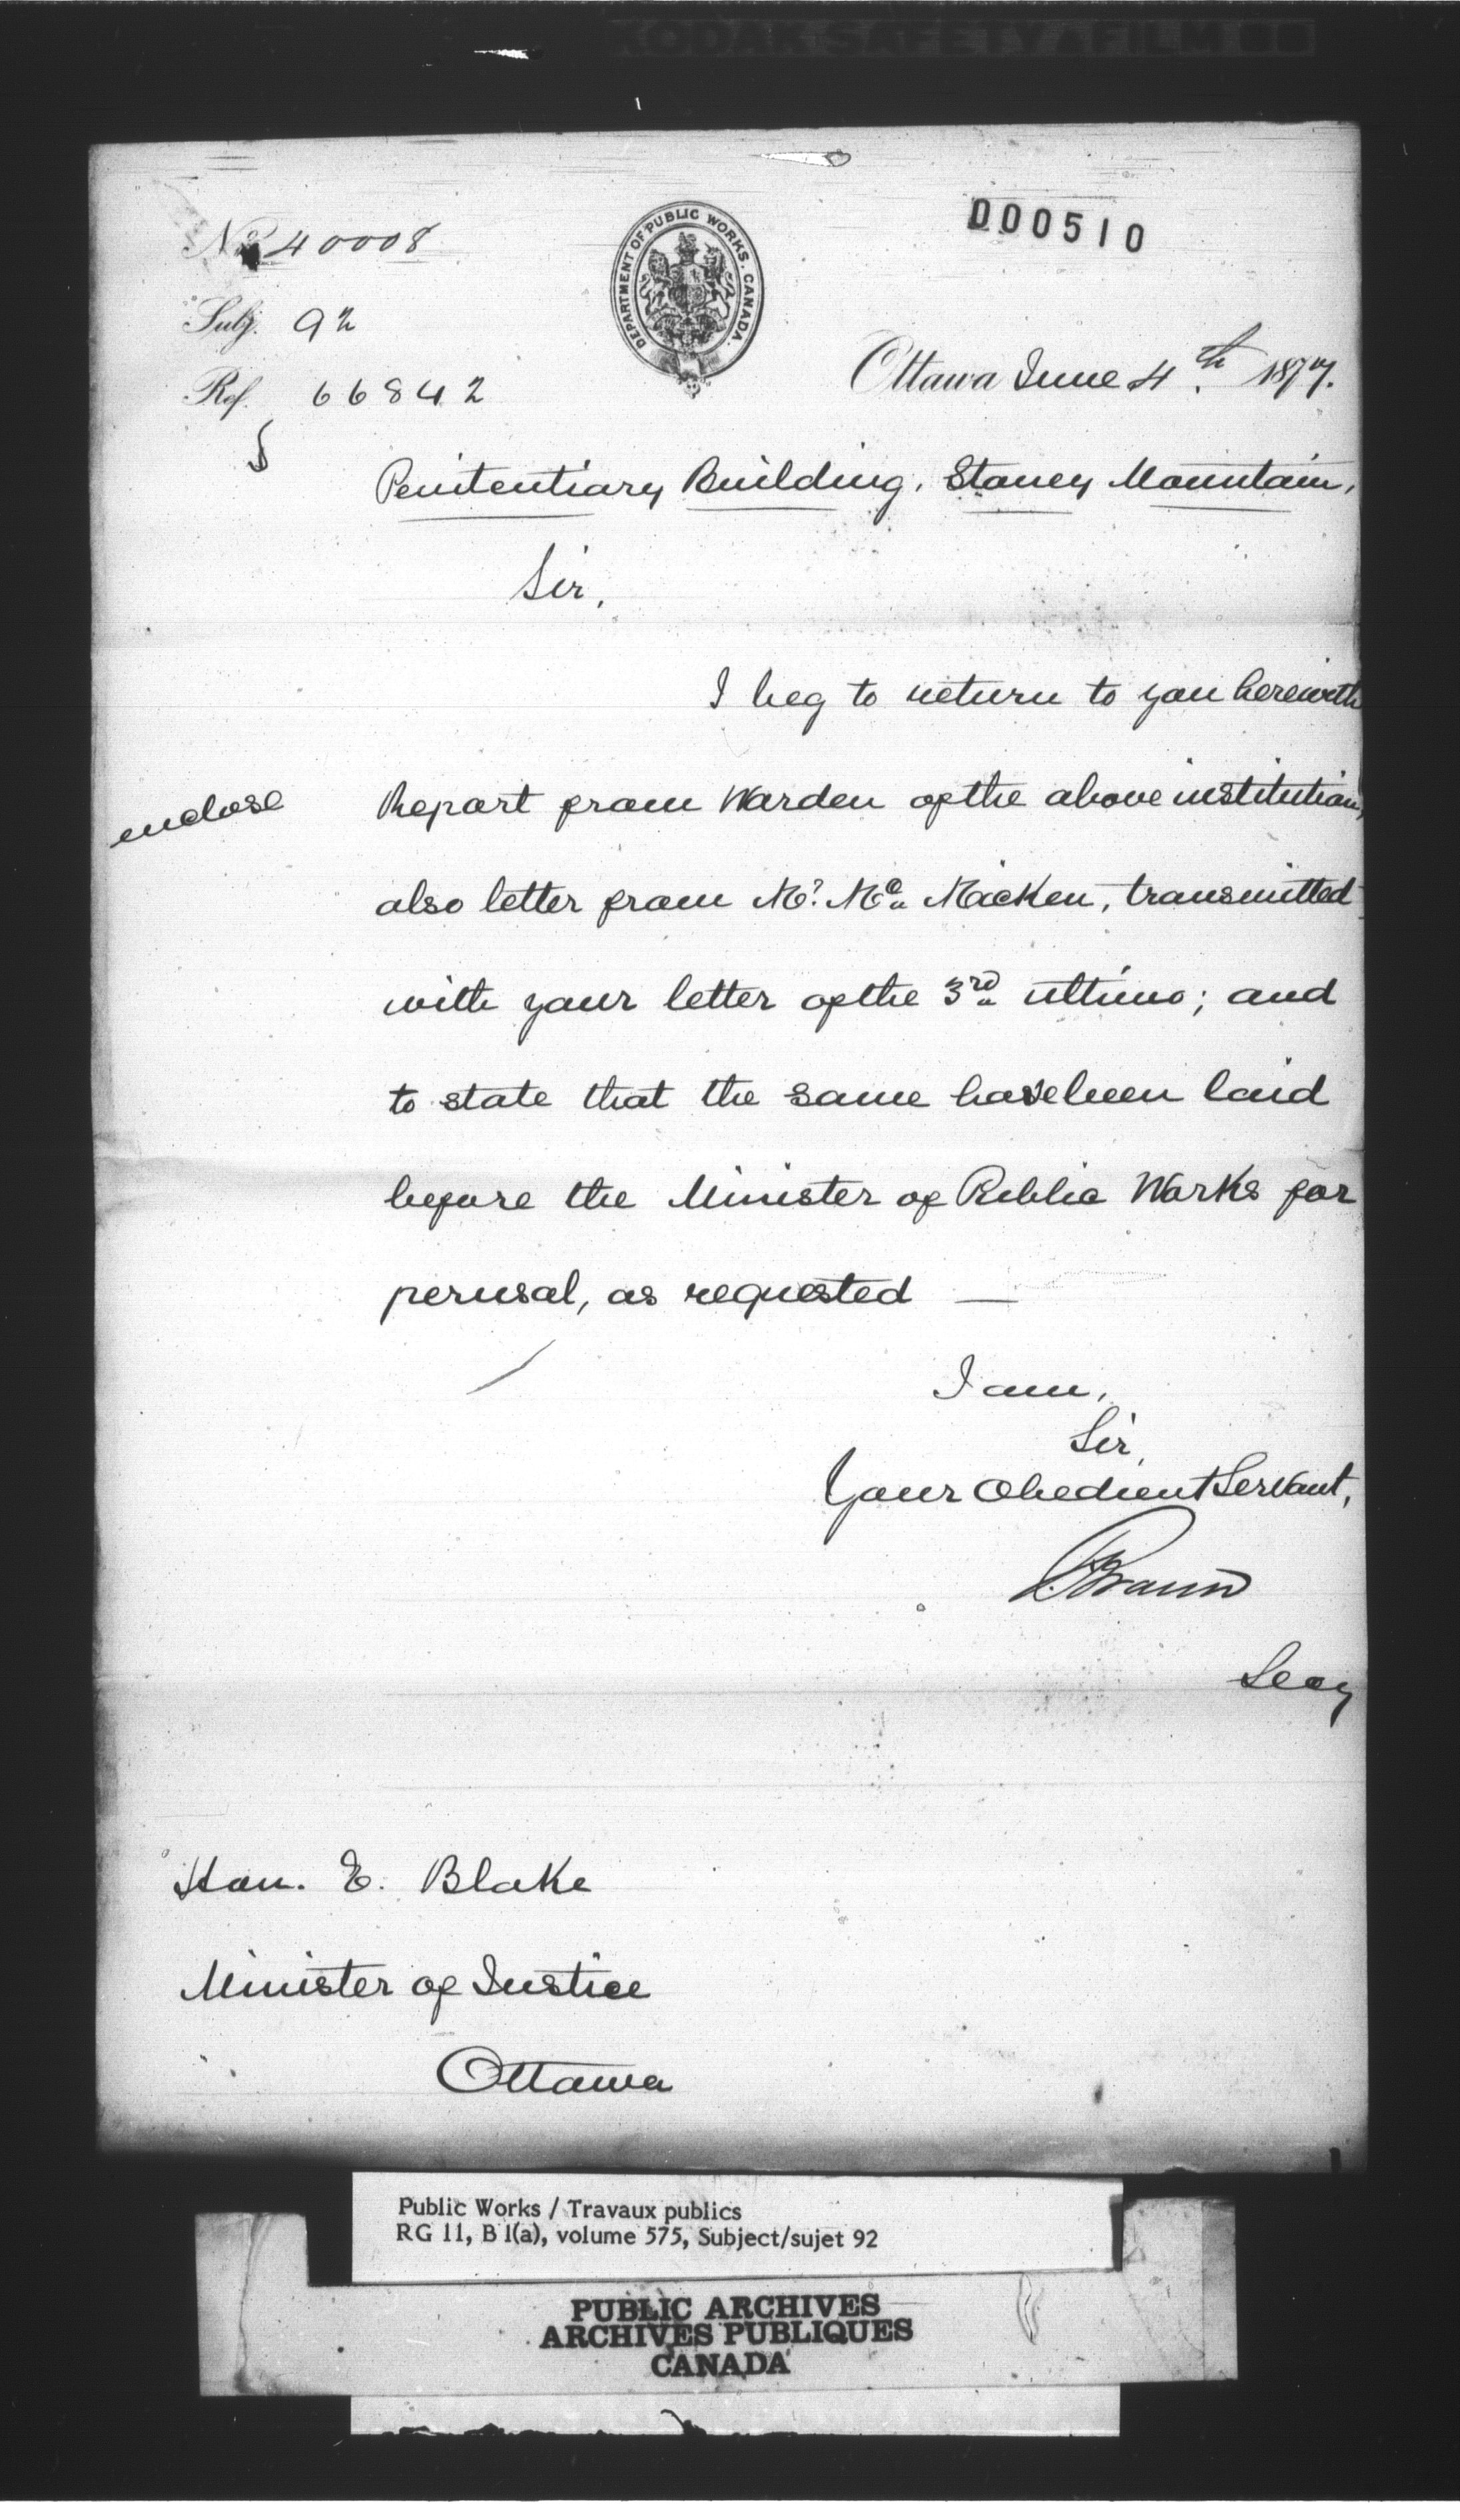 KODAK SAFETY FILM
000510
No 40008
DEPARTMENT OF PUBLIC WORKS. CANADA.
Subj. 92
Ref. 66842
Ottawa June 4th 1877.
Penitentiary Building, Stoney Mountain,
Sir,
I beg to return to you herewith
enclose
Report from Warden of the above institution,
also letter from Mr. Mc Micken, transmitted
with your letter of the 3rd ultimo; and
to state that the same have been laid
before the Minister of Public Works for
perusal, as requested —
I am,
Sir,
Your Obedient Servant,
F. Braun
Secy
Hon. E. Blake
Minister of Justice
Ottawa
Public Works / Travaux publics
RG 11, B 1(a), volume 575, Subject/sujet 92
PUBLIC ARCHIVES
ARCHIVES PUBLIQUES
CANADA